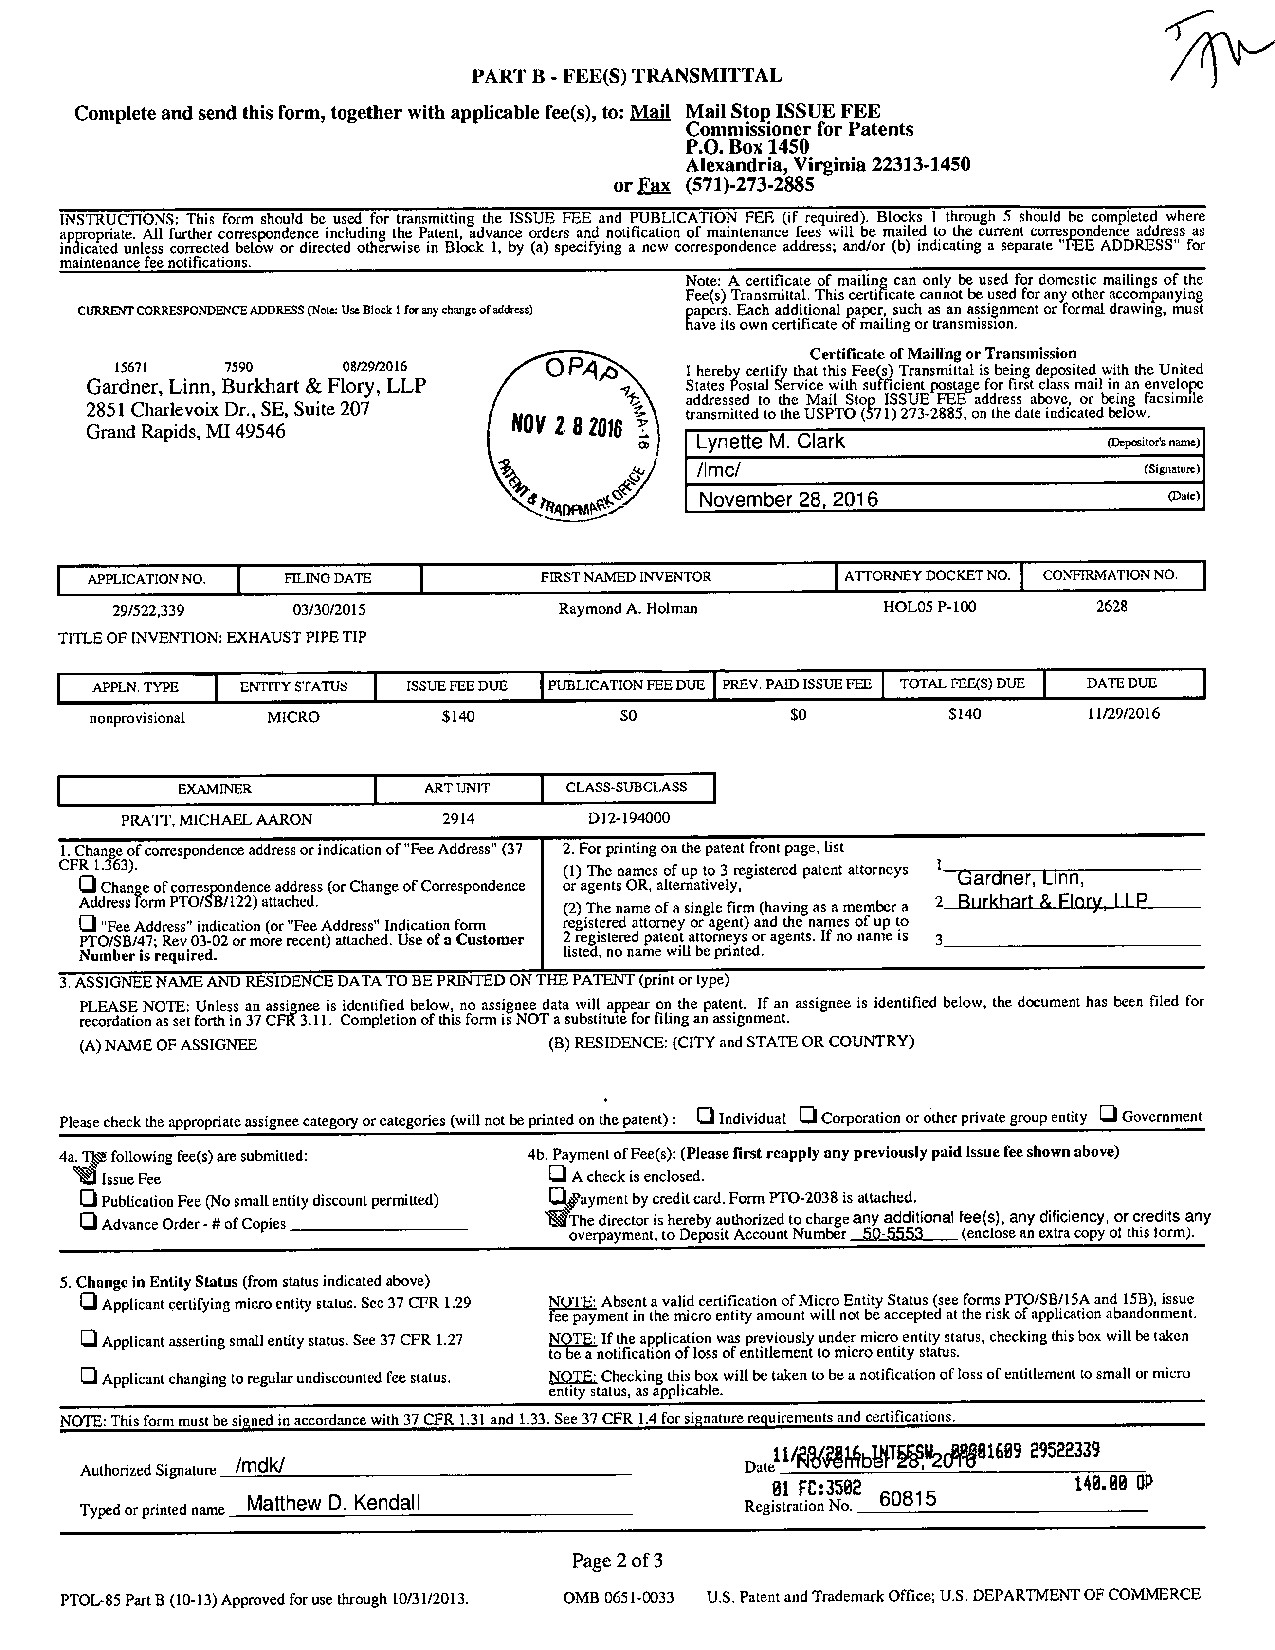 PART B - FEE(S) TRANSMITTAL
Complete and send this form, together with applicable fee(s), to: Mail Mail Stop ISSUE FEE
Commissioner for Patents
P.O. Box 1450
Alexandria, Virginia 22313-1450
or Fax (571)-273-2885
INSTRUCTIONS: This form should be used for transmitting the ISSUE FEE and PUBLICATION FEE (if required). Blocks 1 through 5 should be completed where
appropriate. All further correspondence including the Patent, advance orders and notification of maintenance fees will be mailed to the current correspondence address as
indicated unless corrected below or directed otherwise in Block 1, by (a) specifying a new correspondence address; and/or (b) indicating a separate "FEE ADDRESS" for
maintenance fee notifications.
CURRENT CORRESPONDENCE ADDRESS (Note: Use Block 1 for any change of address)
Note: A certificate of mailing can only be used for domestic mailings of the
Fee(s) Transmittal. This certificate cannot be used for any other accompanying
papers. Each additional paper, such as an assignment or formal drawing, must
have its own certificate of mailing or transmission.
15671 7590 08/29/2016
Gardner, Linn, Burkhart & Flory, LLP
2851 Charlevoix Dr., SE, Suite 207
Grand Rapids, MI 49546
OPAP
AKIMA-18
NOV 28 2016
PATENT & TRADEMARK OFFICE
Certificate of Mailing or Transmission
I hereby certify that this Fee(s) Transmittal is being deposited with the United
States Postal Service with sufficient postage for first class mail in an envelope
addressed to the Mail Stop ISSUE FEE address above, or being facsimile
transmitted to the USPTO (571) 273-2885, on the date indicated below.
Lynette M. Clark (Depositor's name)
/lmc/ (Signature)
November 28, 2016 (Date)
APPLICATION NO. FILING DATE FIRST NAMED INVENTOR ATTORNEY DOCKET NO. CONFIRMATION NO.
29/522,339 03/30/2015 Raymond A. Holman HOL05 P-100 2628
TITLE OF INVENTION: EXHAUST PIPE TIP
APPLN. TYPE ENTITY STATUS ISSUE FEE DUE PUBLICATION FEE DUE PREV. PAID ISSUE FEE TOTAL FEE(S) DUE DATE DUE
nonprovisional MICRO $140 $0 $0 $140 11/29/2016
EXAMINER ART UNIT CLASS-SUBCLASS
PRATT, MICHAEL AARON 2914 D12-194000
1. Change of correspondence address or indication of "Fee Address" (37
CFR 1.363).
Change of correspondence address (or Change of Correspondence
Address form PTO/SB/122) attached.
"Fee Address" indication (or "Fee Address" Indication form
PTO/SB/47; Rev 03-02 or more recent) attached. Use of a Customer
Number is required.
2. For printing on the patent front page, list
(1) The names of up to 3 registered patent attorneys
or agents OR, alternatively,
(2) The name of a single firm (having as a member a
registered attorney or agent) and the names of up to
2 registered patent attorneys or agents. If no name is
listed, no name will be printed.
1 Gardner, Linn,
2 Burkhart & Flory, LLP
3
3. ASSIGNEE NAME AND RESIDENCE DATA TO BE PRINTED ON THE PATENT (print or type)
PLEASE NOTE: Unless an assignee is identified below, no assignee data will appear on the patent. If an assignee is identified below, the document has been filed for
recordation as set forth in 37 CFR 3.11. Completion of this form is NOT a substitute for filing an assignment.
(A) NAME OF ASSIGNEE (B) RESIDENCE: (CITY and STATE OR COUNTRY)
Please check the appropriate assignee category or categories (will not be printed on the patent) : Individual Corporation or other private group entity Government
4a. The following fee(s) are submitted:
Issue Fee
Publication Fee (No small entity discount permitted)
Advance Order - # of Copies
4b. Payment of Fee(s): (Please first reapply any previously paid issue fee shown above)
A check is enclosed.
Payment by credit card. Form PTO-2038 is attached.
The director is hereby authorized to charge any additional fee(s), any dificiency, or credits any
overpayment, to Deposit Account Number 50-5553 (enclose an extra copy of this form).
5. Change in Entity Status (from status indicated above)
Applicant certifying micro entity status. See 37 CFR 1.29
Applicant asserting small entity status. See 37 CFR 1.27
Applicant changing to regular undiscounted fee status.
NOTE: Absent a valid certification of Micro Entity Status (see forms PTO/SB/15A and 15B), issue
fee payment in the micro entity amount will not be accepted at the risk of application abandonment.
NOTE: If the application was previously under micro entity status, checking this box will be taken
to be a notification of loss of entitlement to micro entity status.
NOTE: Checking this box will be taken to be a notification of loss of entitlement to small or micro
entity status, as applicable.
NOTE: This form must be signed in accordance with 37 CFR 1.31 and 1.33. See 37 CFR 1.4 for signature requirements and certifications.
Authorized Signature /mdk/
Typed or printed name Matthew D. Kendall
11/29/2016 00001609 29522339
Date November 28, 2016
01 FC:3502 140.00 OP
Registration No. 60815
Page 2 of 3
PTOL-85 Part B (10-13) Approved for use through 10/31/2013. OMB 0651-0033 U.S. Patent and Trademark Office; U.S. DEPARTMENT OF COMMERCE